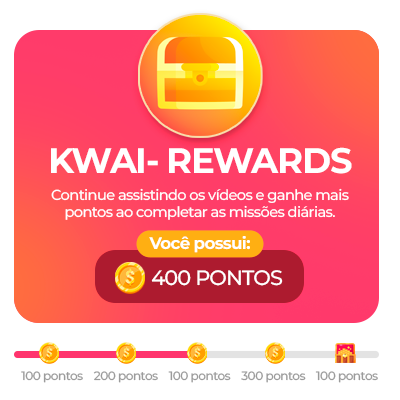 KWAI- REWARDS
Continue assistindo os vídeos e ganhe mais
pontos ao completar as missões diárias.
Você possui:
$ 400 PONTOS
$ $ $ $
100 pontos 200 pontos 100 pontos 300 pontos 100 pontos